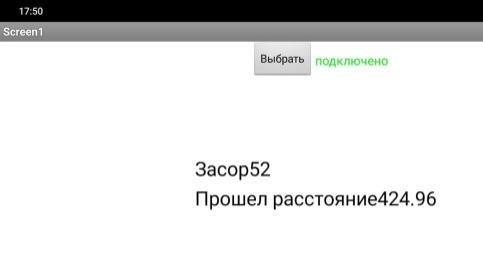 17:50
Screen1
Выбрать подключено
Засор52
Прошел расстояние424.96